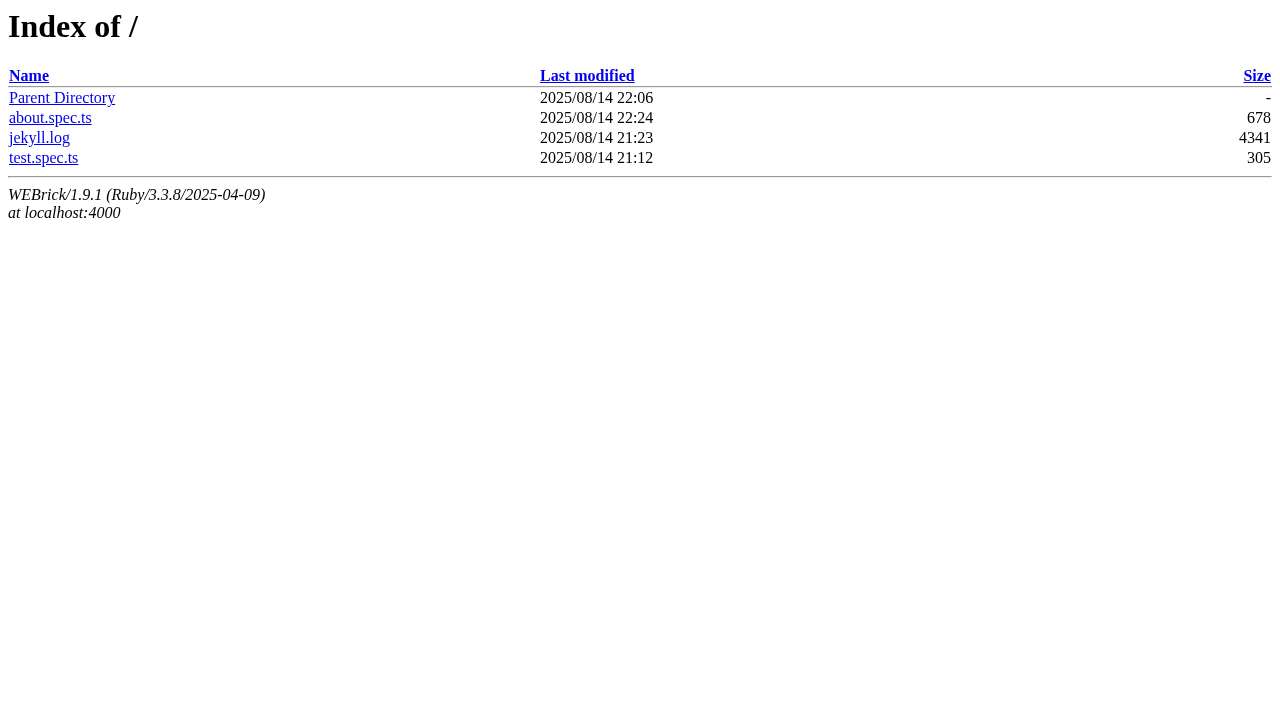 Index of /
Name Last modified Size
Parent Directory 2025/08/14 22:06 -
about.spec.ts 2025/08/14 22:24 678
jekyll.log 2025/08/14 21:23 4341
test.spec.ts 2025/08/14 21:12 305
WEBrick/1.9.1 (Ruby/3.3.8/2025-04-09)
at localhost:4000